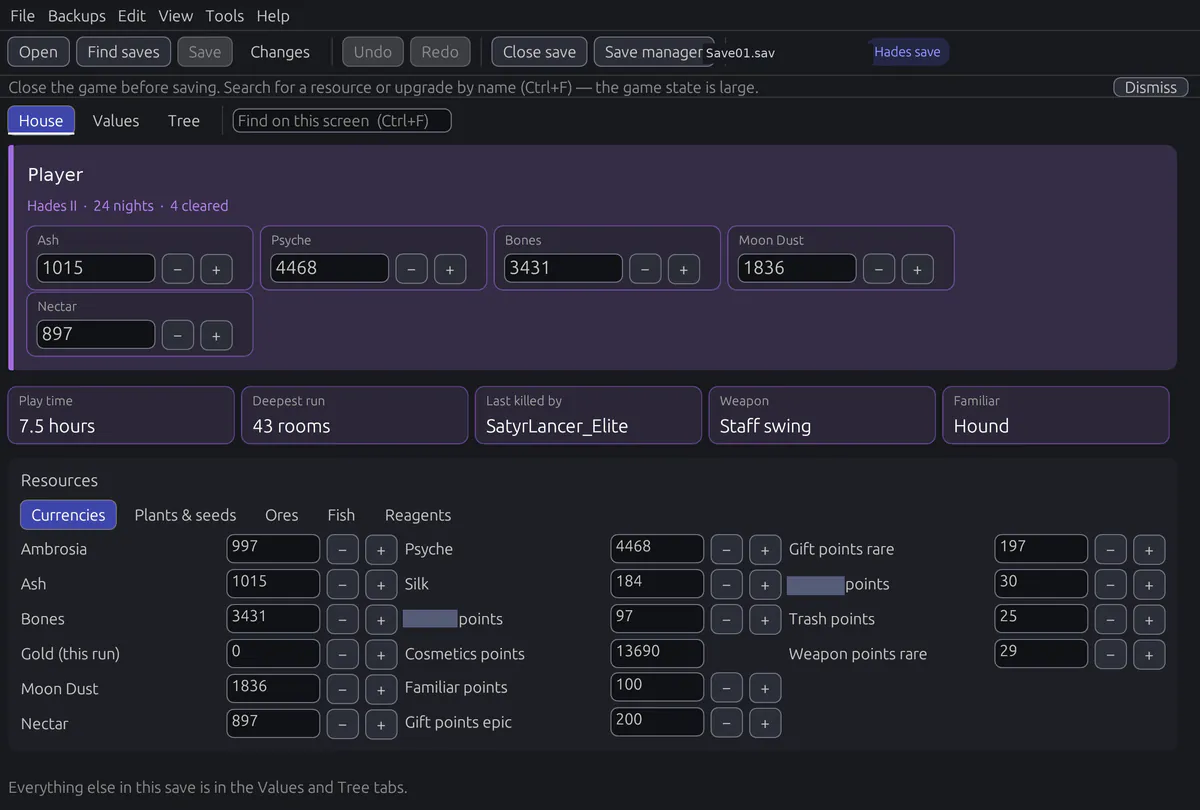 File Backups Edit View Tools Help
Open Find saves Save Changes Undo Redo Close save Save manager Save01.sav Hades save
Close the game before saving. Search for a resource or upgrade by name (Ctrl+F) — the game state is large. Dismiss
House Values Tree Find on this screen (Ctrl+F)
Player
Hades II · 24 nights · 4 cleared
Ash Psyche Bones Moon Dust
1015 − + 4468 − + 3431 − + 1836 − +
Nectar
897 − +
Play time Deepest run Last killed by Weapon Familiar
7.5 hours 43 rooms SatyrLancer_Elite Staff swing Hound
Resources
Currencies Plants & seeds Ores Fish Reagents
Ambrosia 997 − + Psyche 4468 − + Gift points rare 197 − +
Ash 1015 − + Silk 184 − + points 30 − +
Bones 3431 − + points 97 − + Trash points 25 − +
Gold (this run) 0 − + Cosmetics points 13690 Weapon points rare 29 − +
Moon Dust 1836 − + Familiar points 100 − +
Nectar 897 − + Gift points epic 200 − +
Everything else in this save is in the Values and Tree tabs.